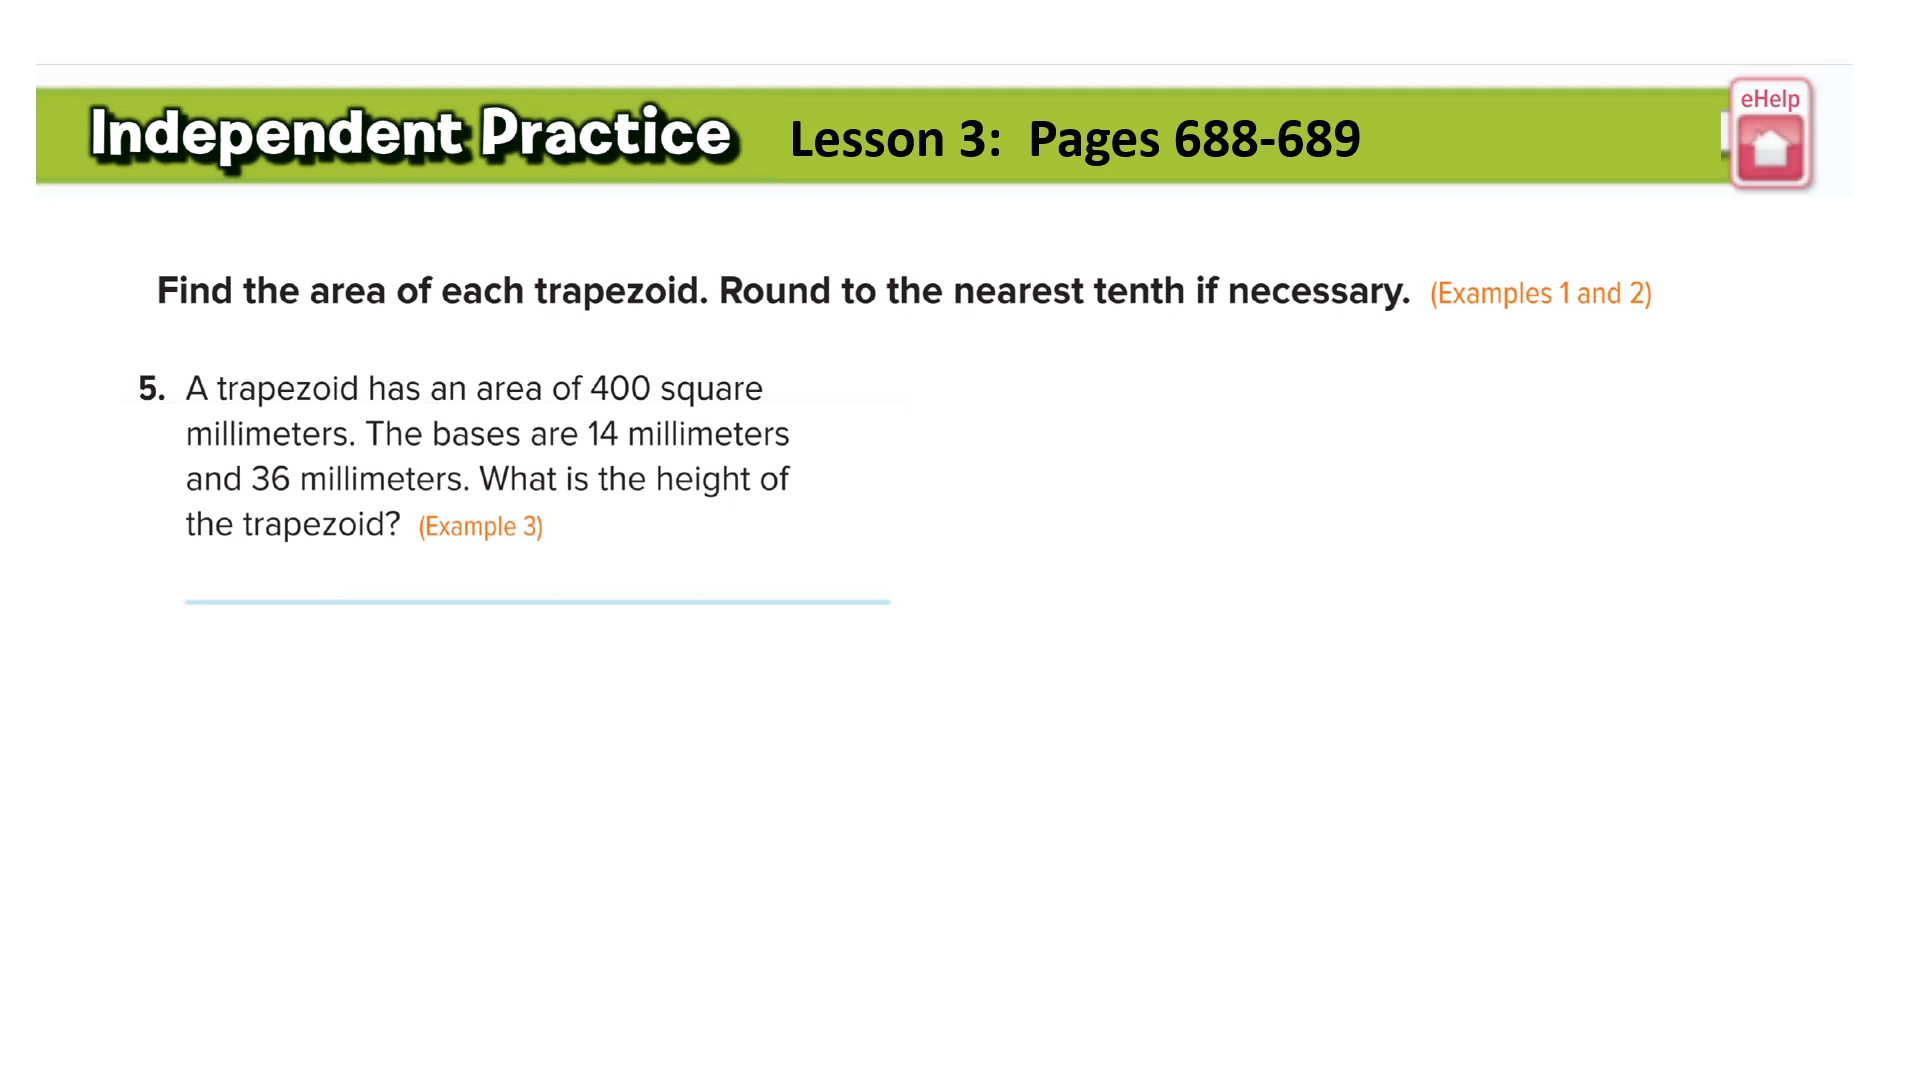 Independent Practice Lesson 3: Pages 688-689
eHelp
Find the area of each trapezoid. Round to the nearest tenth if necessary. (Examples 1 and 2)
5. A trapezoid has an area of 400 square
millimeters. The bases are 14 millimeters
and 36 millimeters. What is the height of
the trapezoid? (Example 3)